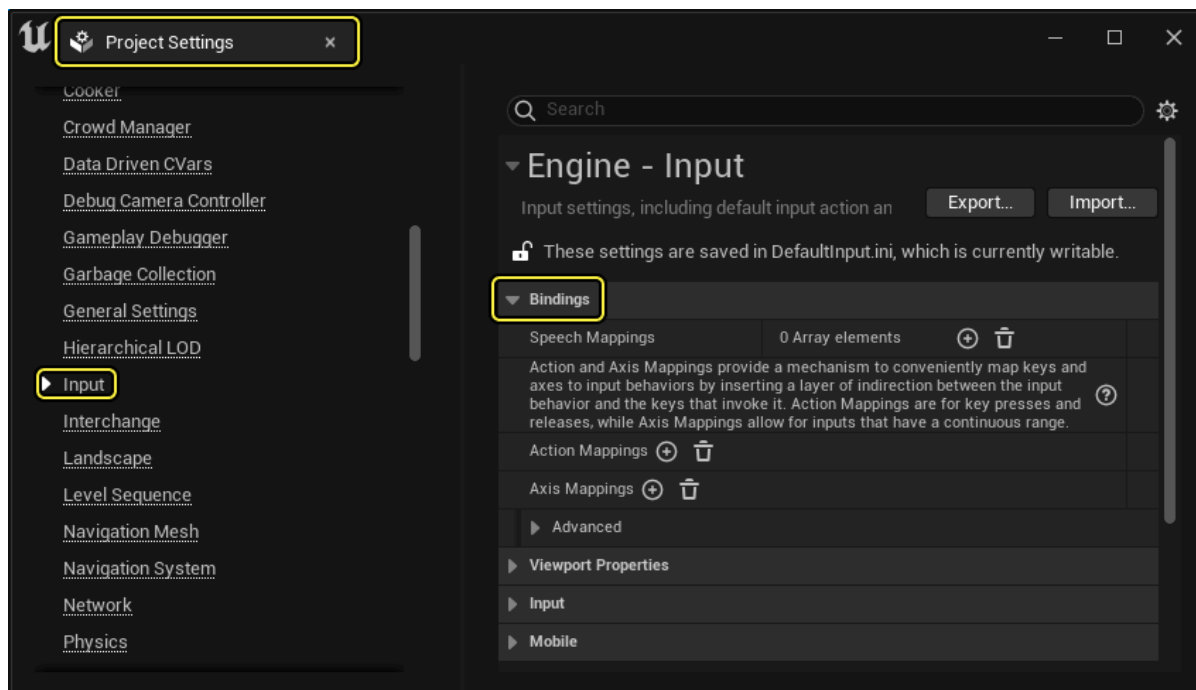 Project Settings
Cooker
Crowd Manager
Data Driven CVars
Debug Camera Controller
Gameplay Debugger
Garbage Collection
General Settings
Hierarchical LOD
Input
Interchange
Landscape
Level Sequence
Navigation Mesh
Navigation System
Network
Physics
Search
Engine - Input
Input settings, including default input action an
Export...
Import...
These settings are saved in DefaultInput.ini, which is currently writable.
Bindings
Speech Mappings
0 Array elements
Action and Axis Mappings provide a mechanism to conveniently map keys and
axes to input behaviors by inserting a layer of indirection between the input
behavior and the keys that invoke it. Action Mappings are for key presses and
releases, while Axis Mappings allow for inputs that have a continuous range.
Action Mappings
Axis Mappings
Advanced
Viewport Properties
Input
Mobile